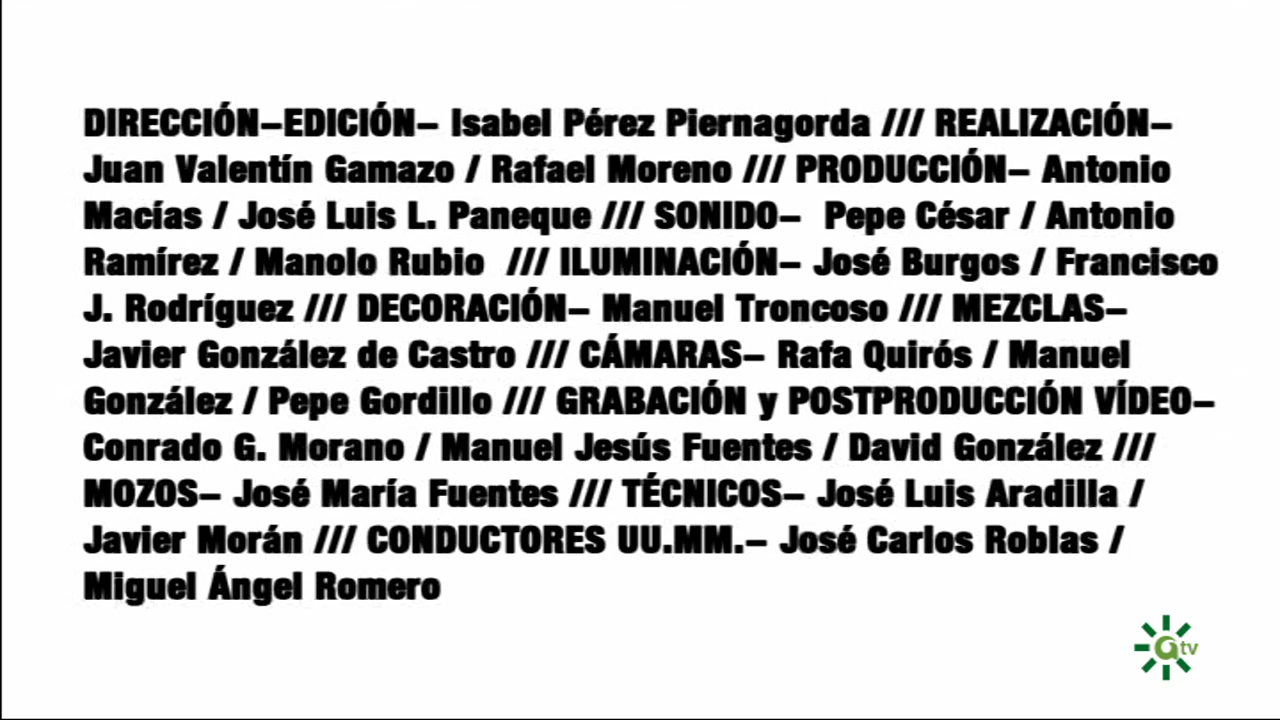 DIRECCIÓN-EDICIÓN- Isabel Pérez Piernagorda /// REALIZACIÓN-
Juan Valentín Gamazo / Rafael Moreno /// PRODUCCIÓN- Antonio
Macías / José Luis L. Paneque /// SONIDO-  Pepe César / Antonio
Ramírez / Manolo Rubio  /// ILUMINACIÓN- José Burgos / Francisco
J. Rodríguez /// DECORACIÓN- Manuel Troncoso /// MEZCLAS-
Javier González de Castro /// CÁMARAS- Rafa Quirós / Manuel
González / Pepe Gordillo /// GRABACIÓN y POSTPRODUCCIÓN VÍDEO-
Conrado G. Morano / Manuel Jesús Fuentes / David González ///
MOZOS- José María Fuentes /// TÉCNICOS- José Luis Aradilla /
Javier Morán /// CONDUCTORES UU.MM.- José Carlos Roblas /
Miguel Ángel Romero
atv